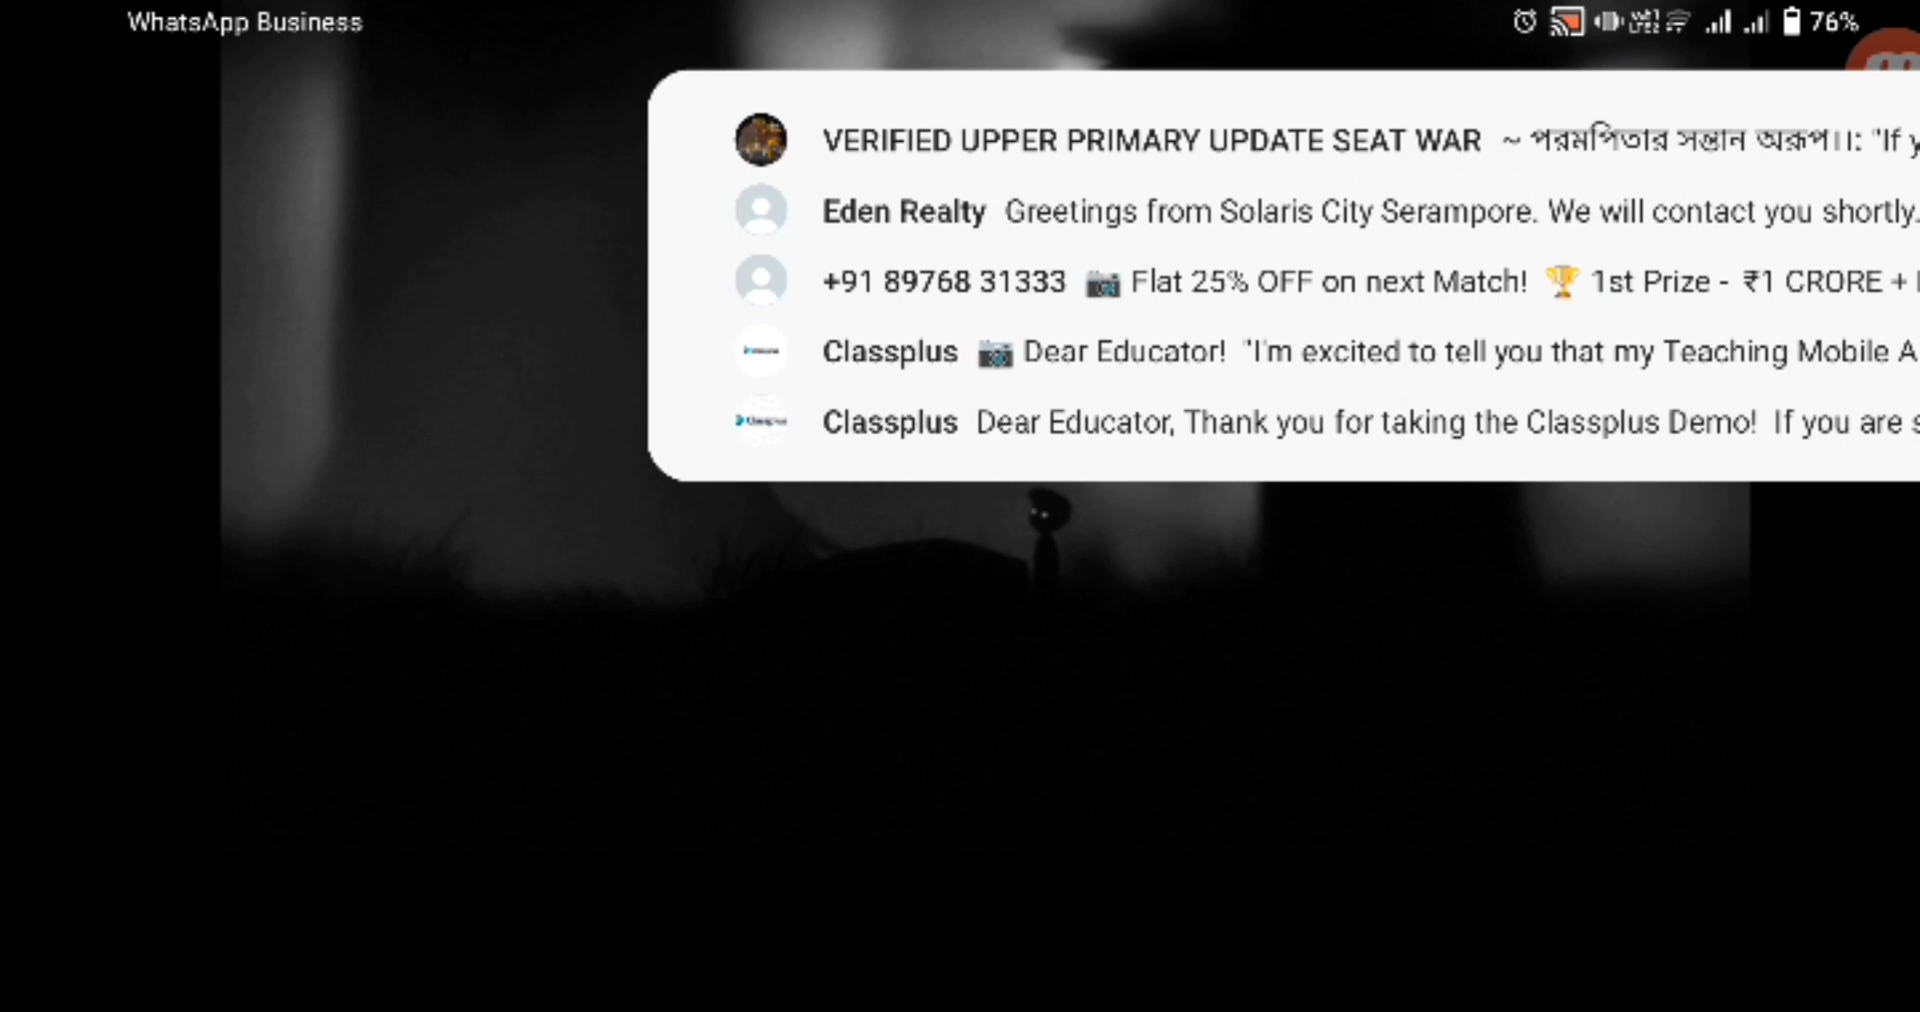 WhatsApp Business 76%
VERIFIED UPPER PRIMARY UPDATE SEAT WAR ~ পরমপিতার সন্তান অরূপ।।: "If y
Eden Realty Greetings from Solaris City Serampore. We will contact you shortly.
+91 89768 31333 📷 Flat 25% OFF on next Match! 🏆 1st Prize - ₹1 CRORE +
Classplus 📷 Dear Educator! "I'm excited to tell you that my Teaching Mobile A
Classplus Dear Educator, Thank you for taking the Classplus Demo! If you are s